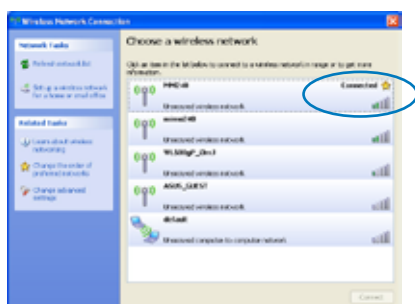 Wireless Network Connection
Network Tasks
Refresh network list
Set up a wireless network
for a home or small office
Related Tasks
Learn about wireless
networking
Change the order of
preferred networks
Change advanced
settings
Choose a wireless network
Click an item in the list below to connect to a wireless network in range or to get more
information.
Connected
Unsecured wireless network
Unsecured wireless network
Unsecured wireless network
ASUS_GUEST
Unsecured wireless network
default
Unsecured computer-to-computer network
Connect